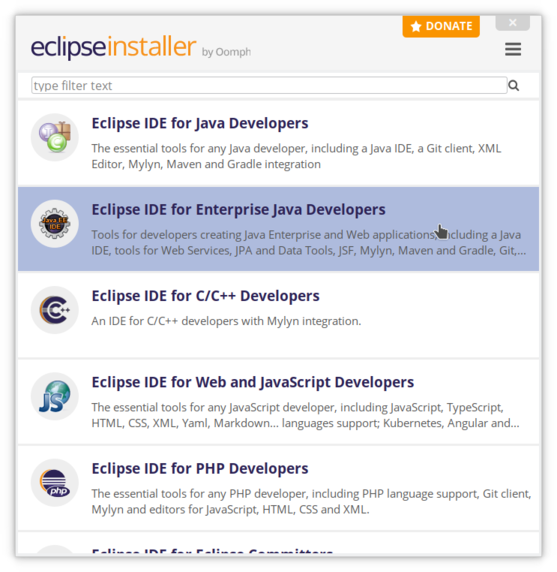 DONATE
eclipseinstaller by Oomph
type filter text
Eclipse IDE for Java Developers
The essential tools for any Java developer, including a Java IDE, a Git client, XML
Editor, Mylyn, Maven and Gradle integration
Java EE
IDE
Eclipse IDE for Enterprise Java Developers
Tools for developers creating Java Enterprise and Web applications, including a Java
IDE, tools for Web Services, JPA and Data Tools, JSF, Mylyn, Maven and Gradle, Git,...
C++
Eclipse IDE for C/C++ Developers
An IDE for C/C++ developers with Mylyn integration.
JS
Eclipse IDE for Web and JavaScript Developers
The essential tools for any JavaScript developer, including JavaScript, TypeScript,
HTML, CSS, XML, Yaml, Markdown... languages support; Kubernetes, Angular and...
php
Eclipse IDE for PHP Developers
The essential tools for any PHP developer, including PHP language support, Git client,
Mylyn and editors for JavaScript, HTML, CSS and XML.
Eclipse IDE for Eclipse Committers